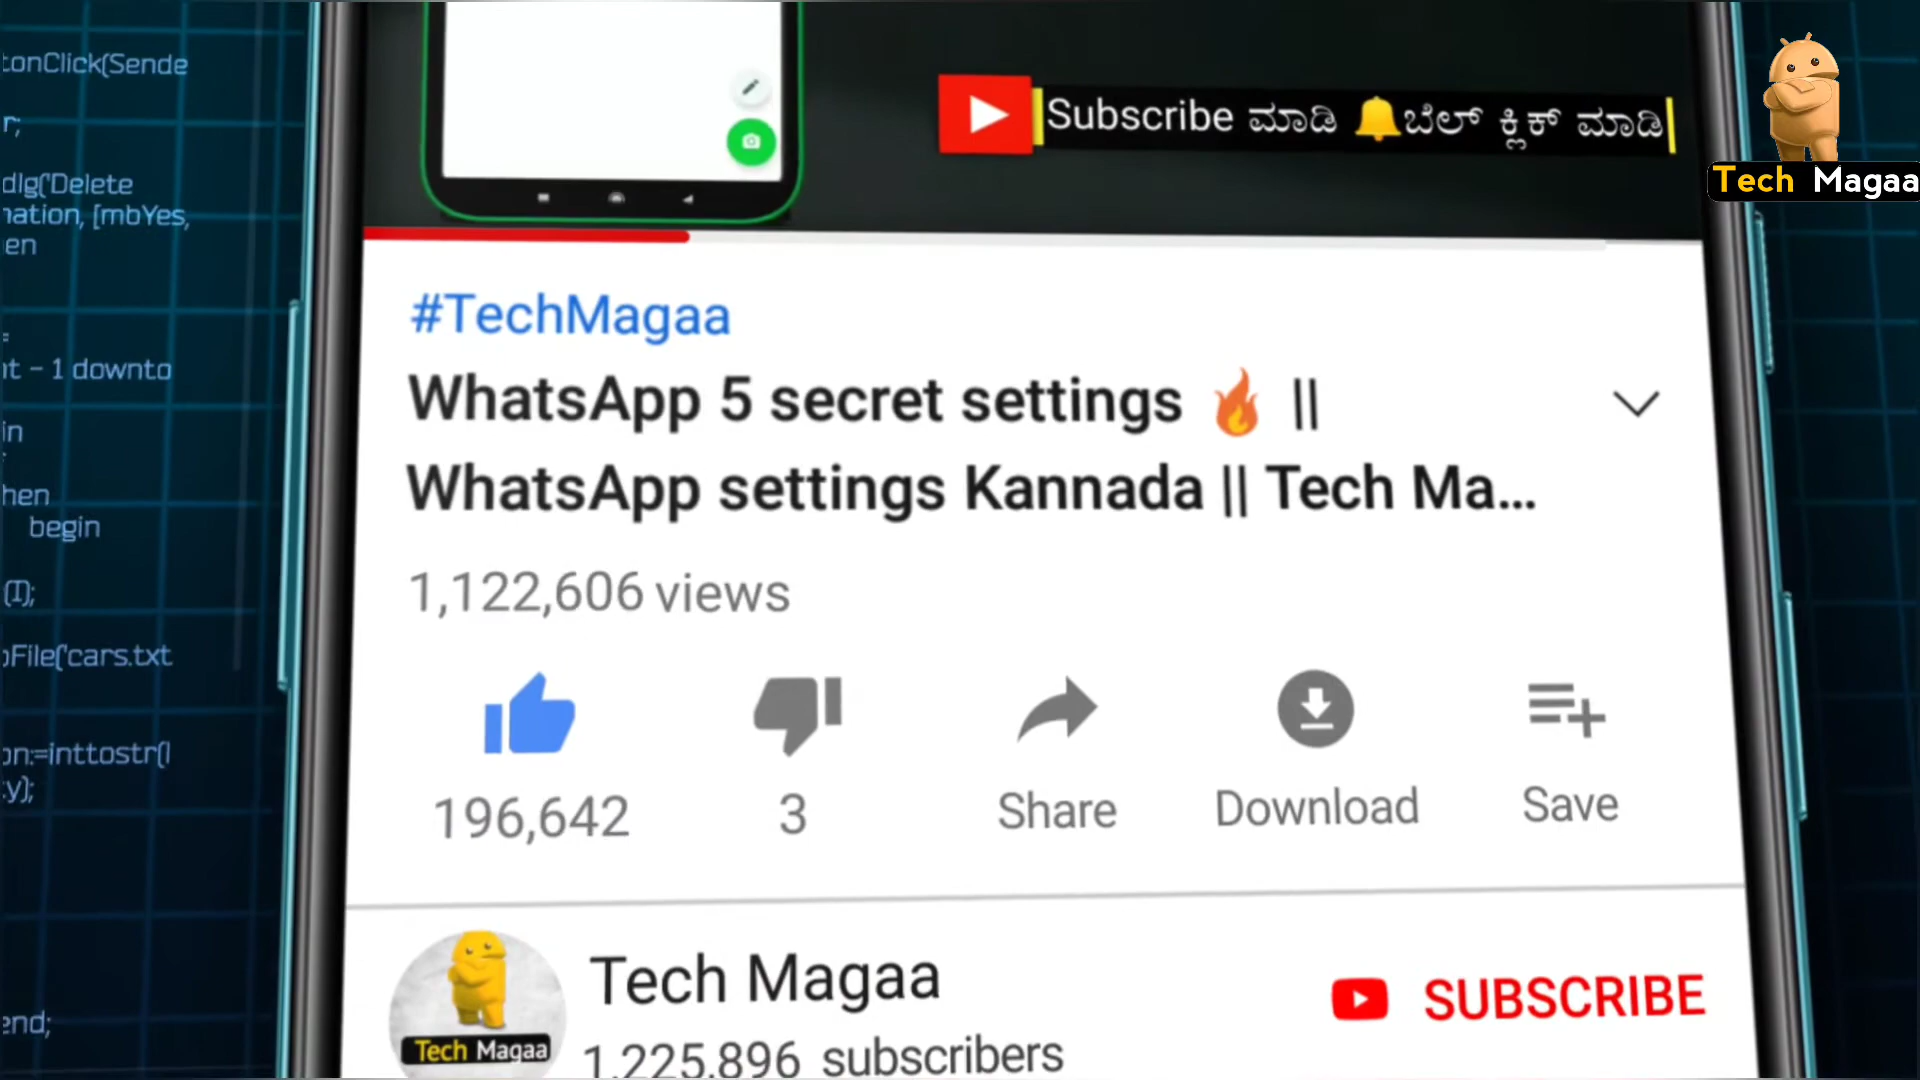 tonClick(Sende
r;
dlg('Delete
nation, [mbYes,
en
=
nt - 1 downto
in
hen
begin
(I);
oFile('cars.txt
on:=inttostr(I
.y);
end;
Subscribe ಮಾಡಿ 🔔ಬೆಲ್ ಕ್ಲಿಕ್ ಮಾಡಿ
Tech Magaa
#TechMagaa
WhatsApp 5 secret settings 🔥 ||
WhatsApp settings Kannada || Tech Ma...
1,122,606 views
196,642
3
Share
Download
Save
Tech Magaa
Tech Magaa
1,225,896 subscribers
SUBSCRIBE